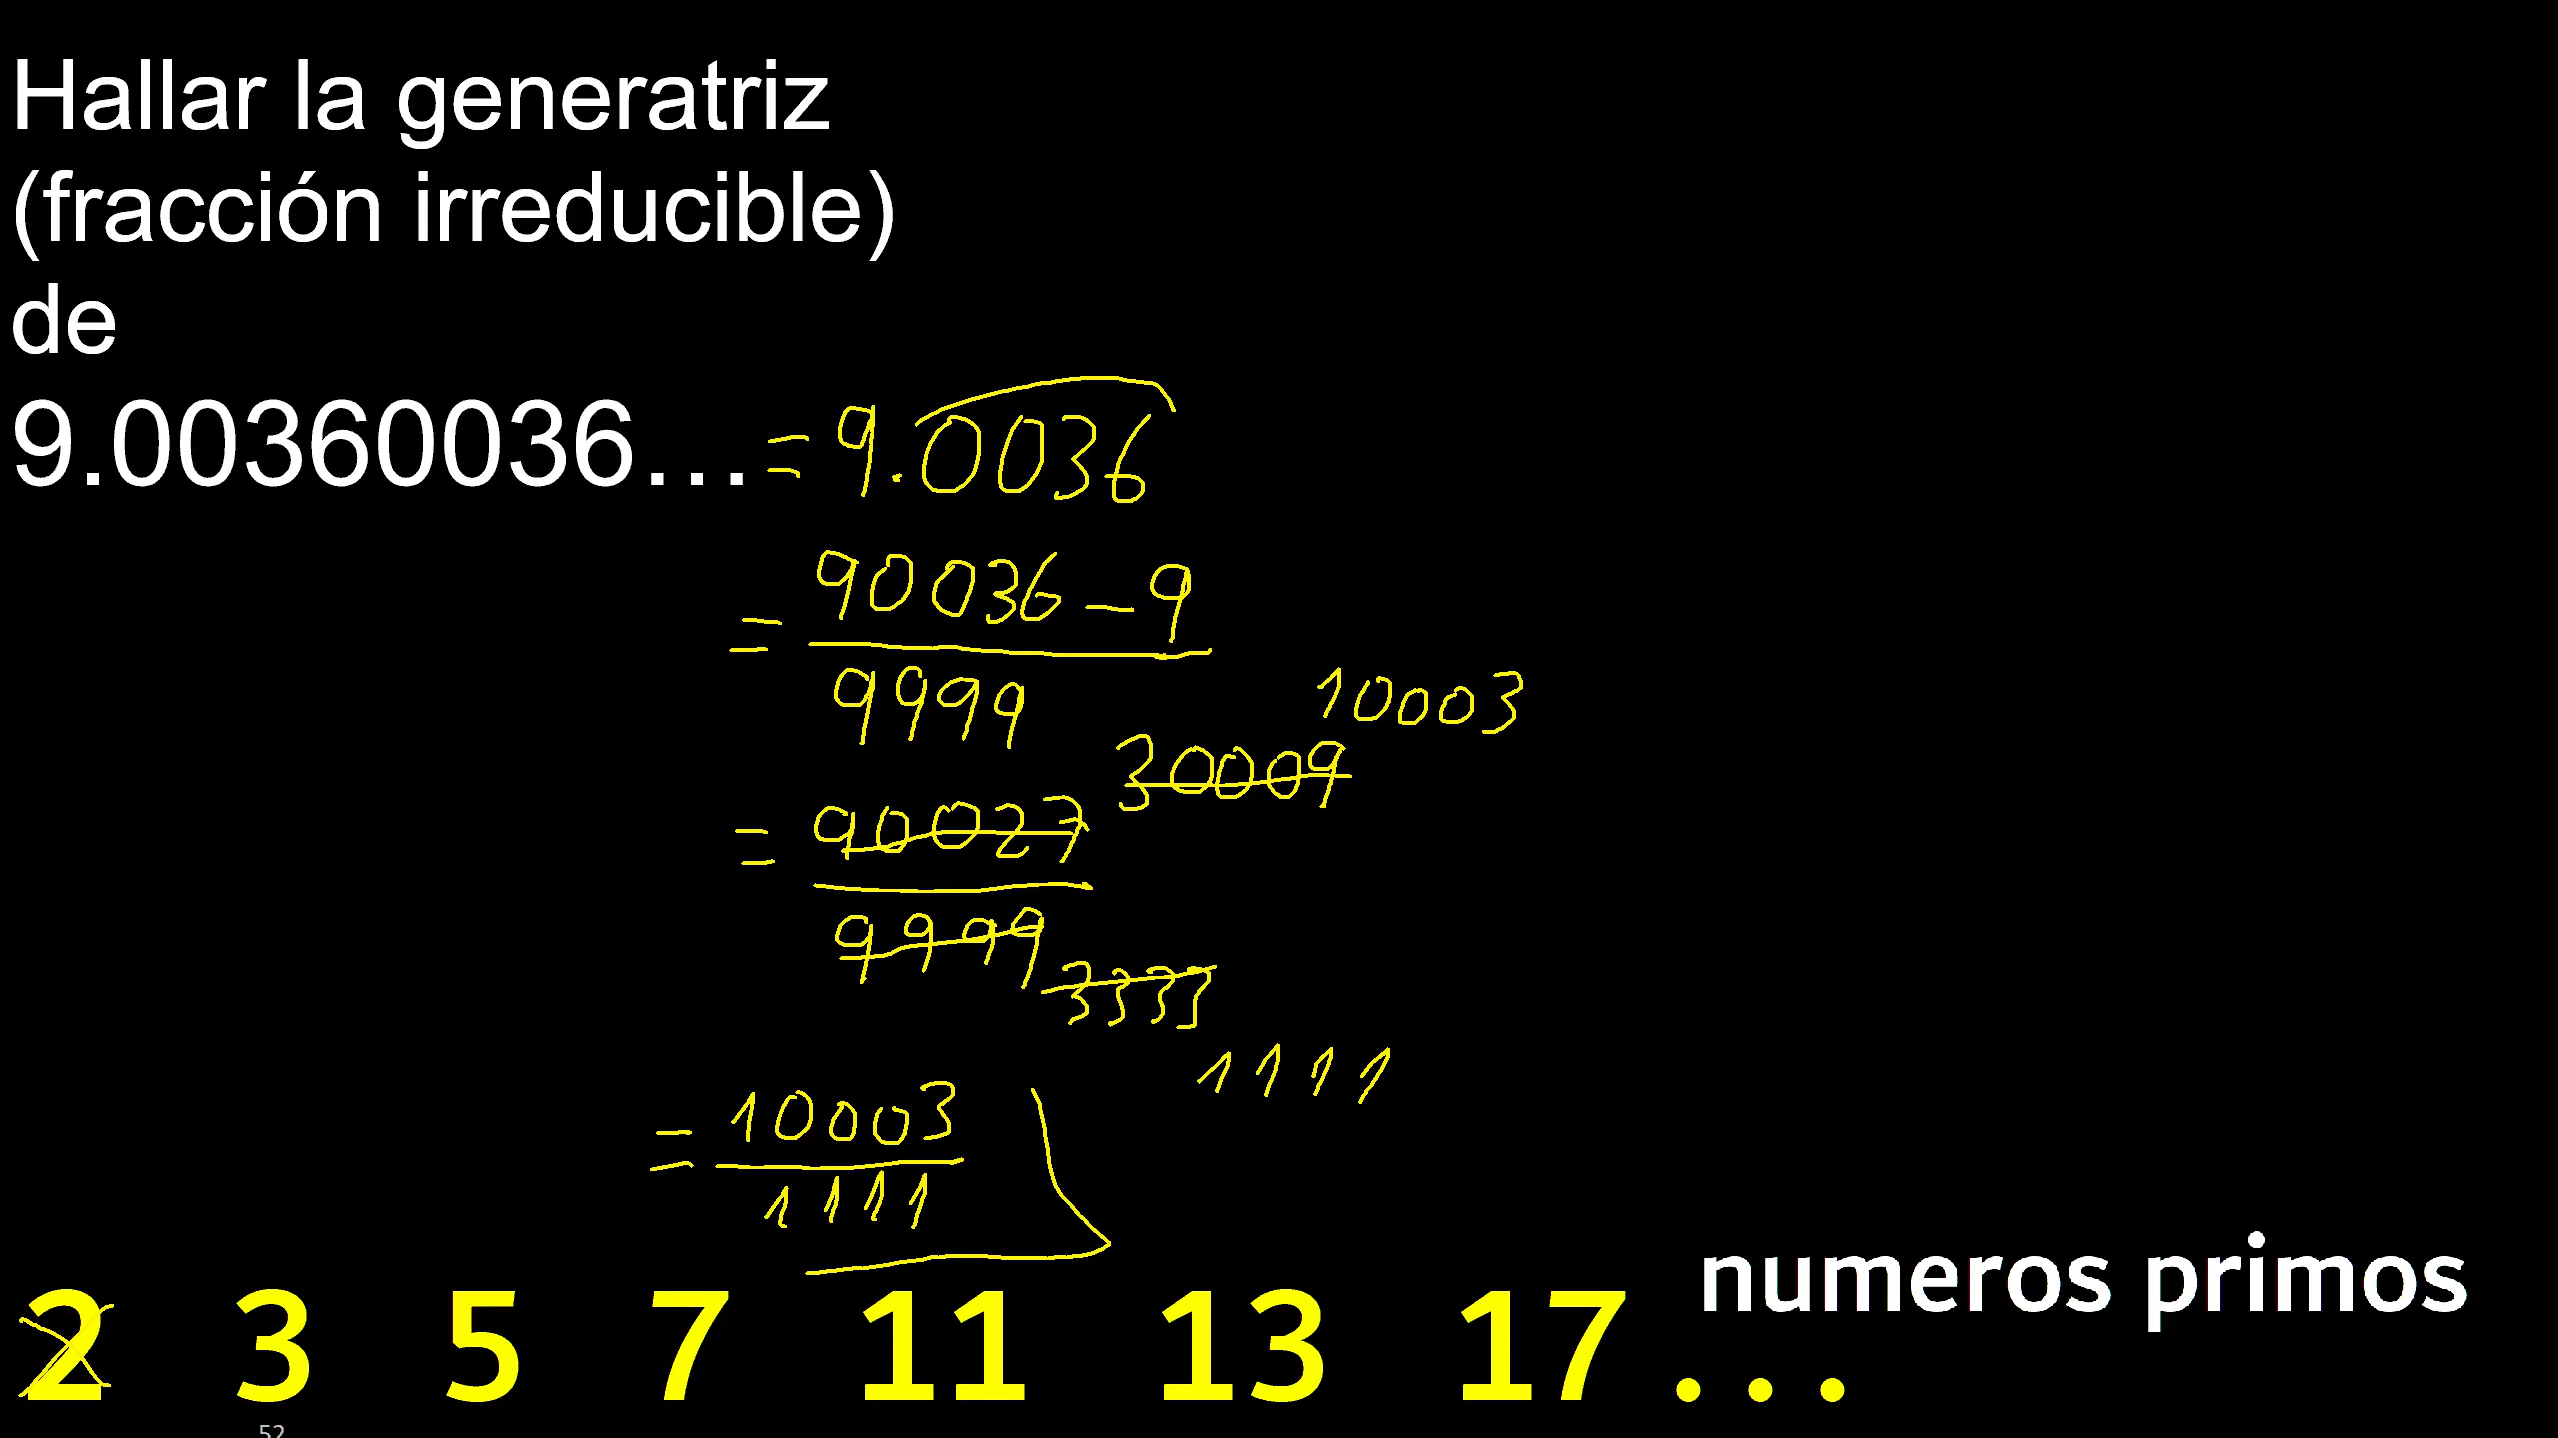 Hallar la generatriz
(fracción irreducible)
de
9.00360036... = 9.0036
= 90036 - 9
9999
10003
30009
= 90027
9999
3333
1111
= 10003
1111
numeros primos
2 3 5 7 11 13 17 ...
52